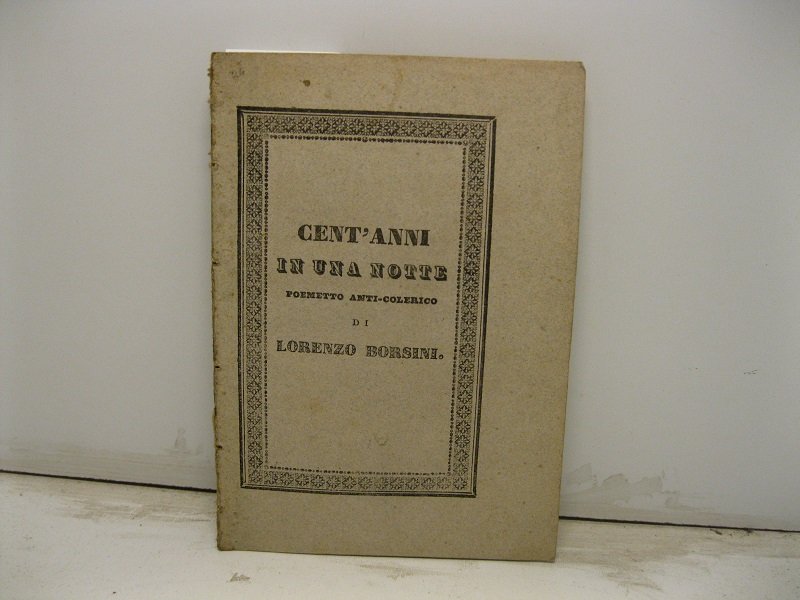 CENT'ANNI
IN UNA NOTTE
POEMETTO ANTI-COLERICO
DI
LORENZO BORSINI.